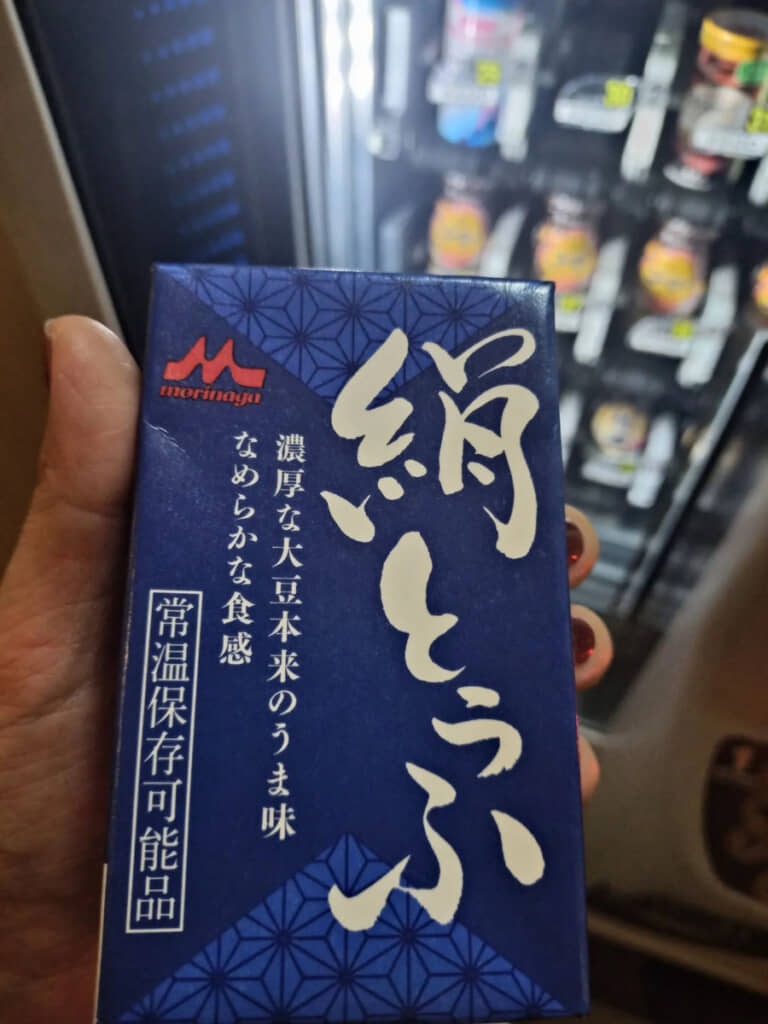 morinaga
絹とうふ
濃厚な大豆本来のうま味
なめらかな食感
常温保存可能品